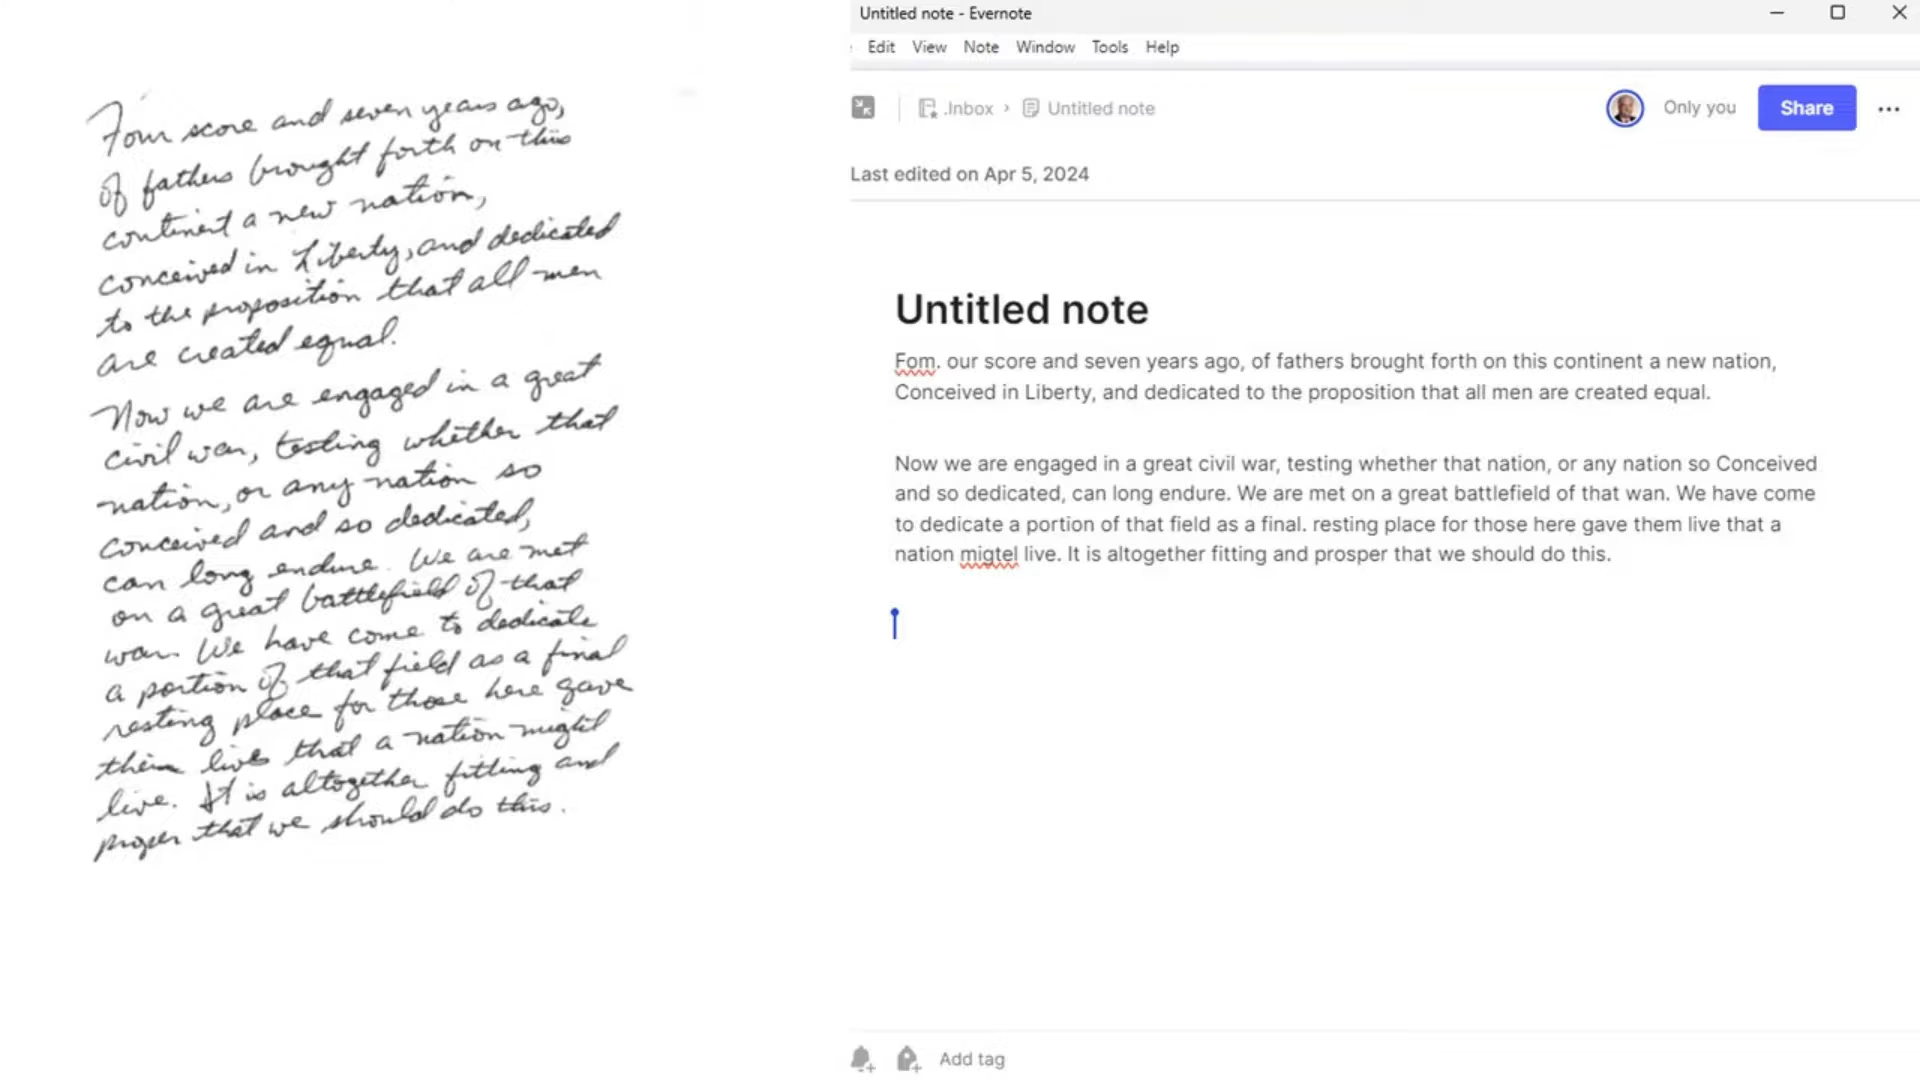 Four score and seven years ago,
of fathers brought forth on this
continent a new nation,
conceived in Liberty, and dedicated
to the proposition that all men
are created equal.
Now we are engaged in a great
civil war, testing whether that
nation, or any nation so
conceived and so dedicated,
can long endure. We are met
on a great battlefield of that
war. We have come to dedicate
a portion of that field as a final
resting place for those here gave
their lives that a nation might
live. It is altogether fitting and
proper that we should do this.
Untitled note - Evernote
Edit View Note Window Tools Help
.Inbox > Untitled note
Only you
Share
Last edited on Apr 5, 2024
Untitled note
Fom. our score and seven years ago, of fathers brought forth on this continent a new nation,
Conceived in Liberty, and dedicated to the proposition that all men are created equal.
Now we are engaged in a great civil war, testing whether that nation, or any nation so Conceived
and so dedicated, can long endure. We are met on a great battlefield of that wan. We have come
to dedicate a portion of that field as a final. resting place for those here gave them live that a
nation migtel live. It is altogether fitting and prosper that we should do this.
Add tag